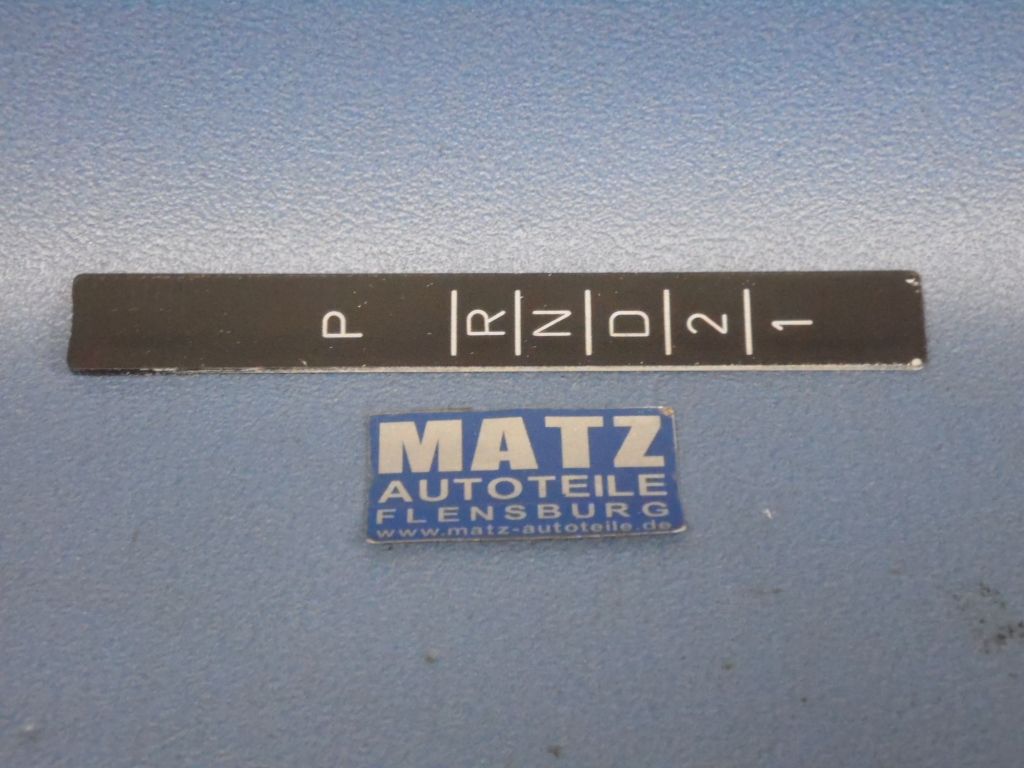 P R N D 2 1
MATZ
AUTOTEILE
FLENSBURG
www.matz-autoteile.de